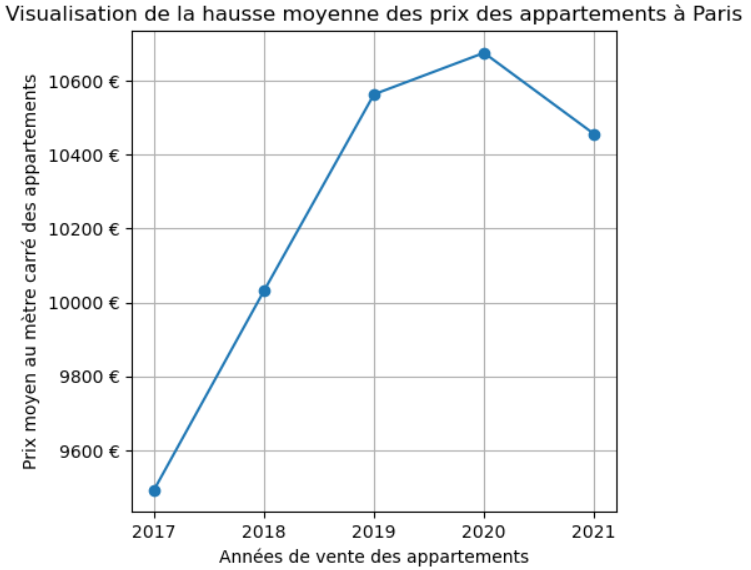 Visualisation de la hausse moyenne des prix des appartements à Paris
Prix moyen au mètre carré des appartements
10600 €
10400 €
10200 €
10000 €
9800 €
9600 €
2017 2018 2019 2020 2021
Années de vente des appartements